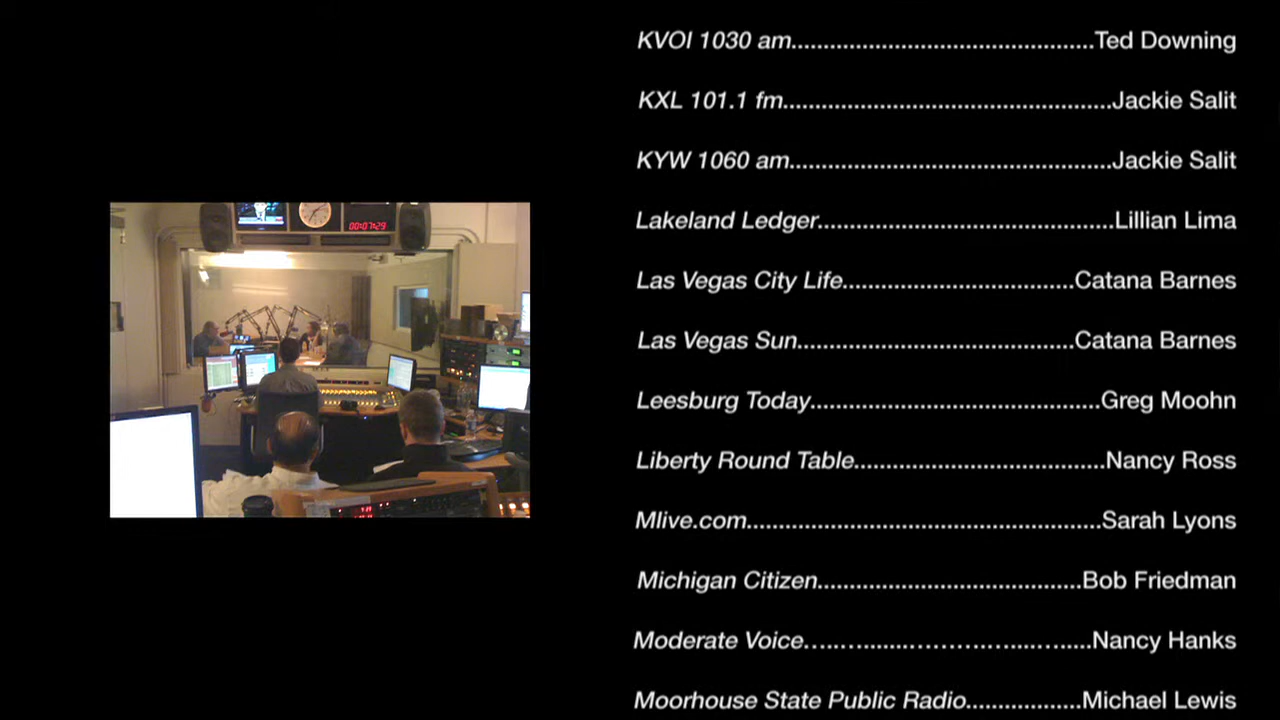 KVOI 1030 am................................................Ted Downing
KXL 101.1 fm....................................................Jackie Salit
KYW 1060 am...................................................Jackie Salit
00:07:29
Lakeland Ledger..............................................Lillian Lima
Las Vegas City Life....................................Catana Barnes
Las Vegas Sun...........................................Catana Barnes
Leesburg Today.............................................Greg Moohn
Liberty Round Table.......................................Nancy Ross
Mlive.com.......................................................Sarah Lyons
Michigan Citizen.........................................Bob Friedman
Moderate Voice…..….......………….…....…......Nancy Hanks
Moorhouse State Public Radio..................Michael Lewis